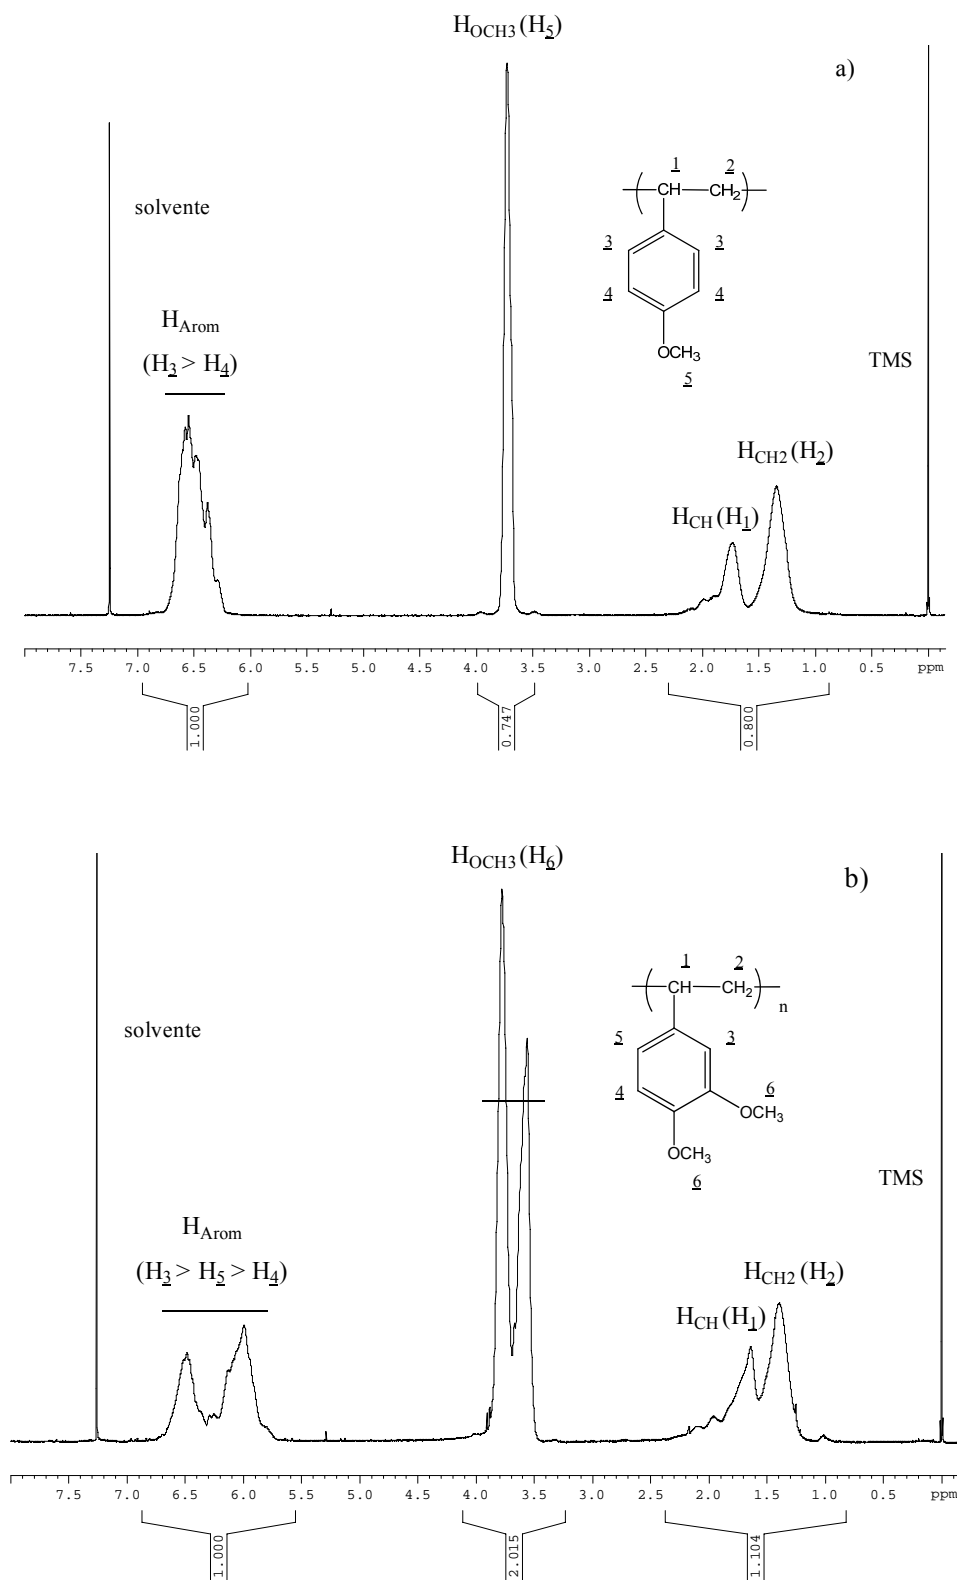 H_OCH3 (H_5)
a)
1 2
CH CH2
solvente
3 3
4 4
H_Arom
(H_3 > H_4)
OCH3
5
TMS
H_CH2 (H_2)
H_CH (H_1)
7.5 7.0 6.5 6.0 5.5 5.0 4.5 4.0 3.5 3.0 2.5 2.0 1.5 1.0 0.5 ppm
1.000 0.747 0.800
H_OCH3 (H_6)
b)
1 2
CH CH2
n
solvente
5 3
4 6
OCH3
OCH3
6
TMS
H_Arom
(H_3 > H_5 > H_4)
H_CH2 (H_2)
H_CH (H_1)
7.5 7.0 6.5 6.0 5.5 5.0 4.5 4.0 3.5 3.0 2.5 2.0 1.5 1.0 0.5 ppm
1.000 2.015 1.104